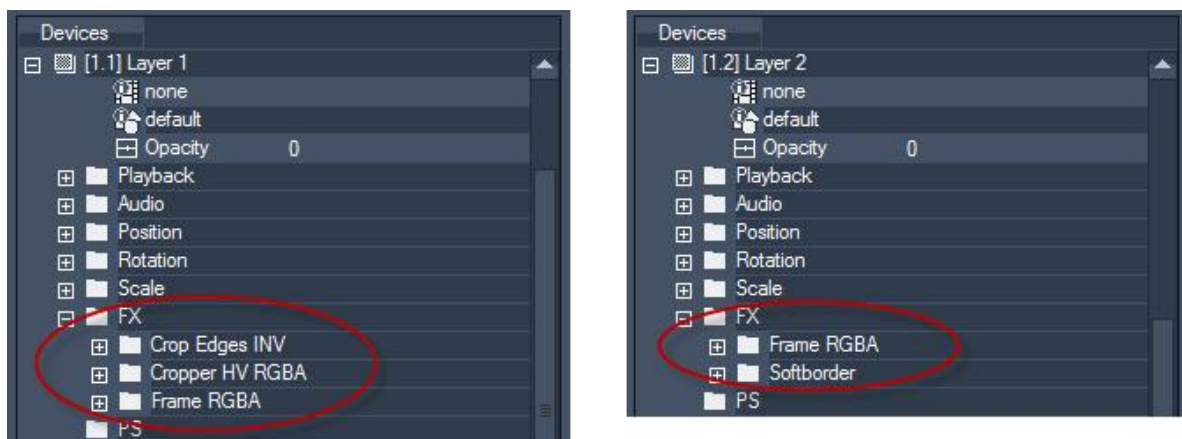 Devices
[1.1] Layer 1
none
default
Opacity 0
Playback
Audio
Position
Rotation
Scale
FX
Crop Edges INV
Cropper HV RGBA
Frame RGBA
PS
Devices
[1.2] Layer 2
none
default
Opacity 0
Playback
Audio
Position
Rotation
Scale
FX
Frame RGBA
Softborder
PS